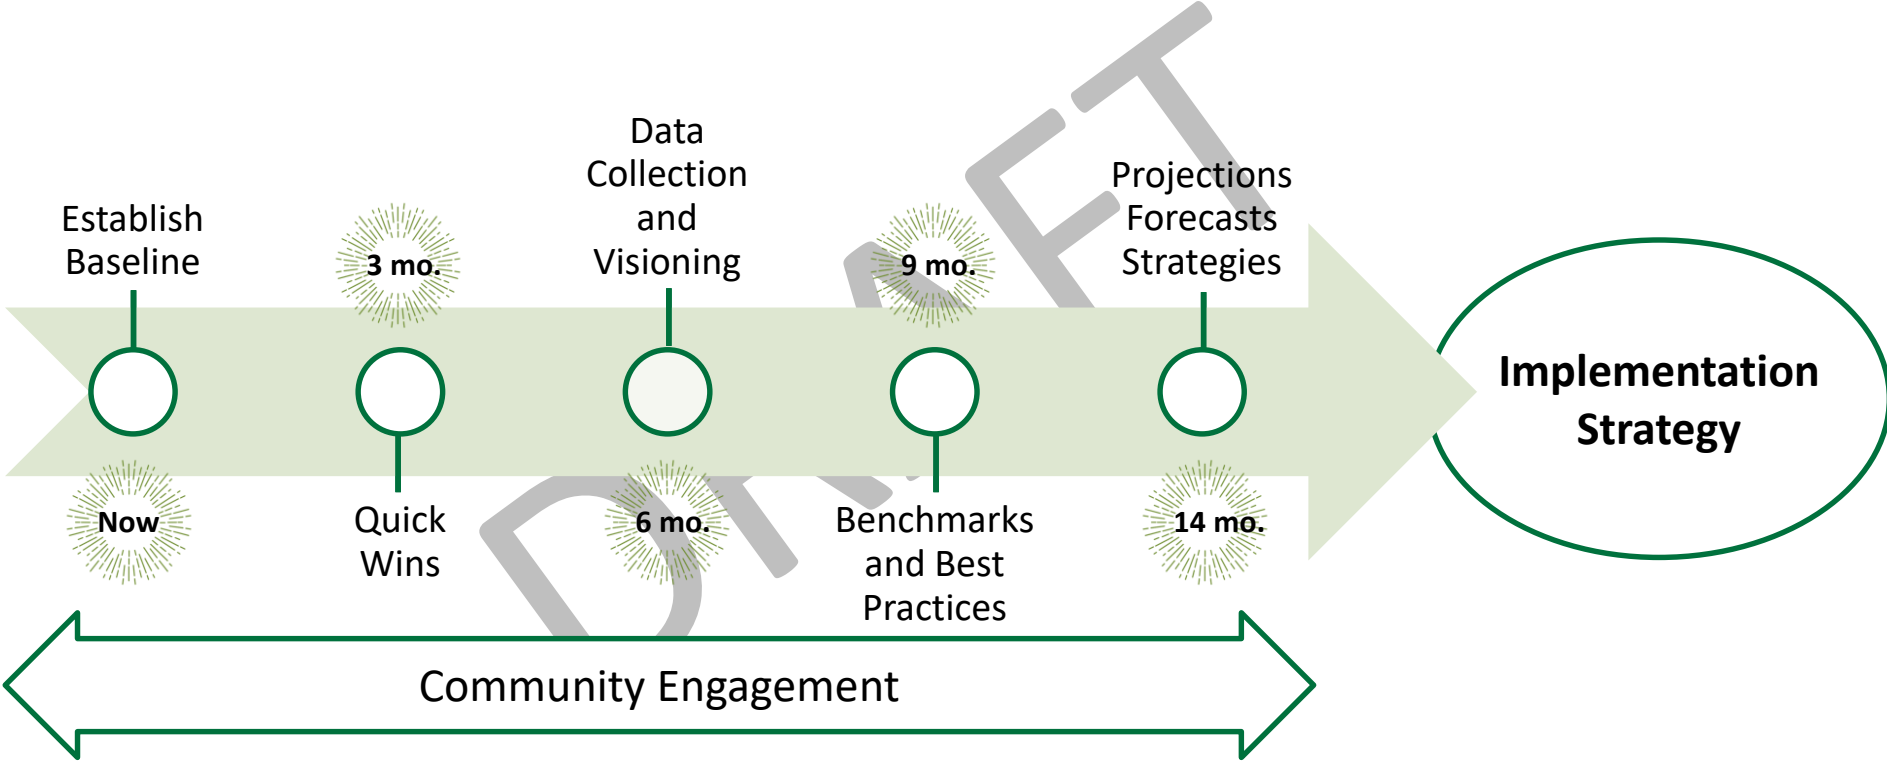 Establish
Baseline
Now
3 mo.
Quick
Wins
Data
Collection
and
Visioning
6 mo.
9 mo.
Benchmarks
and Best
Practices
Projections
Forecasts
Strategies
14 mo.
Implementation
Strategy
Community Engagement
DRAFT